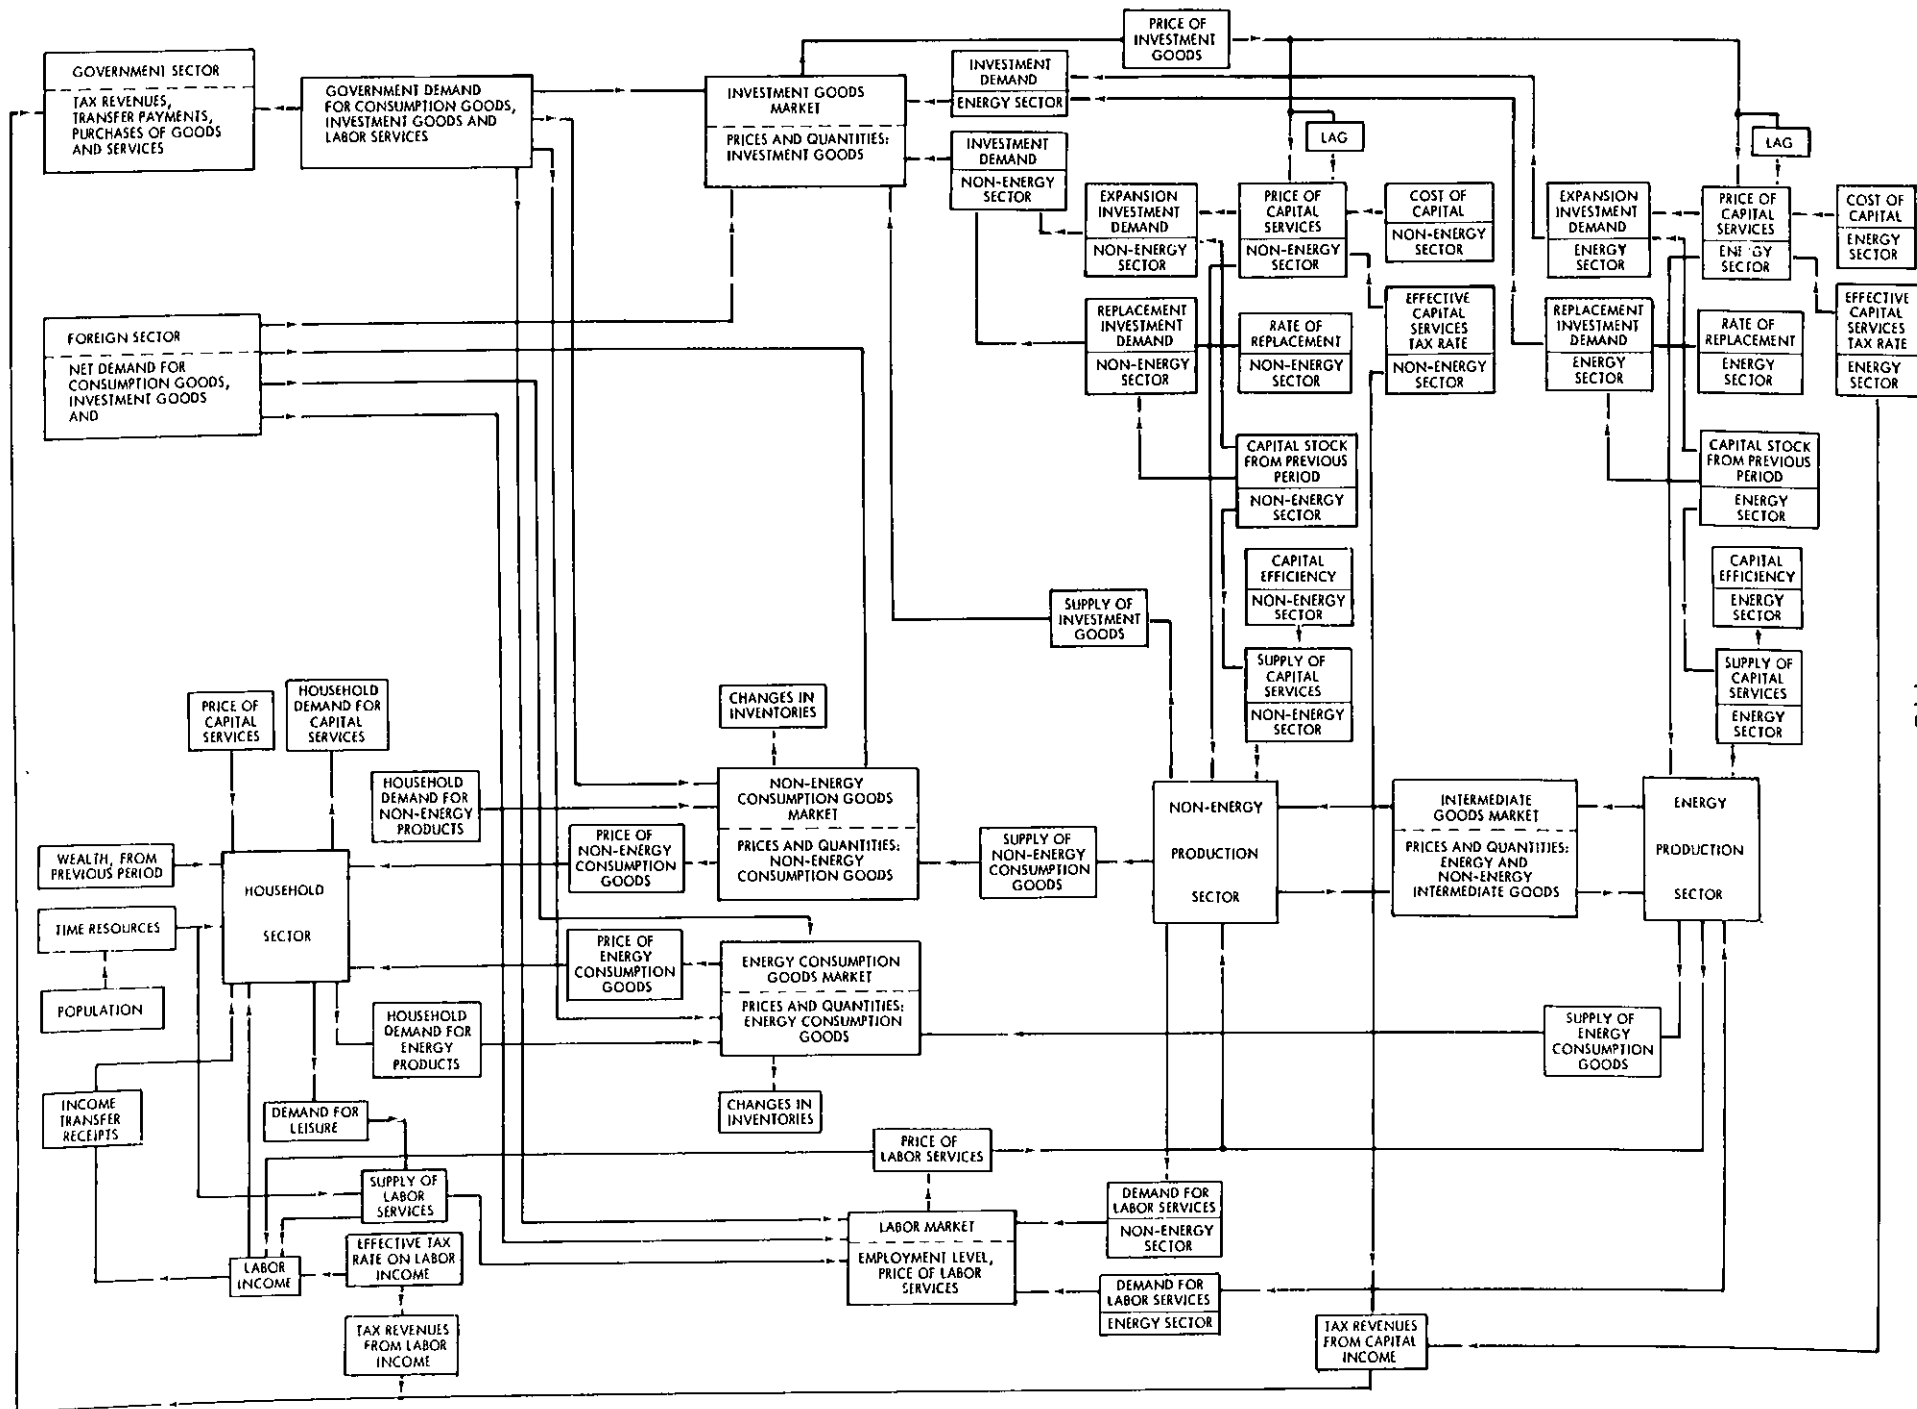 PRICE OF
INVESTMENT
GOODS
GOVERNMENT SECTOR
TAX REVENUES,
TRANSFER PAYMENTS,
PURCHASES OF GOODS
AND SERVICES
GOVERNMENT DEMAND
FOR CONSUMPTION GOODS,
INVESTMENT GOODS AND
LABOR SERVICES
INVESTMENT GOODS
MARKET
PRICES AND QUANTITIES:
INVESTMENT GOODS
INVESTMENT
DEMAND
ENERGY SECTOR
INVESTMENT
DEMAND
NON-ENERGY
SECTOR
LAG
LAG
EXPANSION
INVESTMENT
DEMAND
NON-ENERGY
SECTOR
PRICE OF
CAPITAL
SERVICES
NON-ENERGY
SECTOR
COST OF
CAPITAL
NON-ENERGY
SECTOR
EXPANSION
INVESTMENT
DEMAND
ENERGY
SECTOR
PRICE OF
CAPITAL
SERVICES
ENERGY
SECTOR
COST OF
CAPITAL
ENERGY
SECTOR
FOREIGN SECTOR
NET DEMAND FOR
CONSUMPTION GOODS,
INVESTMENT GOODS
AND
REPLACEMENT
INVESTMENT
DEMAND
NON-ENERGY
SECTOR
RATE OF
REPLACEMENT
NON-ENERGY
SECTOR
EFFECTIVE
CAPITAL
SERVICES
TAX RATE
NON-ENERGY
SECTOR
REPLACEMENT
INVESTMENT
DEMAND
ENERGY
SECTOR
RATE OF
REPLACEMENT
ENERGY
SECTOR
EFFECTIVE
CAPITAL
SERVICES
TAX RATE
ENERGY
SECTOR
CAPITAL STOCK
FROM PREVIOUS
PERIOD
NON-ENERGY
SECTOR
CAPITAL STOCK
FROM PREVIOUS
PERIOD
ENERGY
SECTOR
CAPITAL
EFFICIENCY
NON-ENERGY
SECTOR
CAPITAL
EFFICIENCY
ENERGY
SECTOR
SUPPLY OF
INVESTMENT
GOODS
SUPPLY OF
CAPITAL
SERVICES
NON-ENERGY
SECTOR
SUPPLY OF
CAPITAL
SERVICES
ENERGY
SECTOR
PRICE OF
CAPITAL
SERVICES
HOUSEHOLD
DEMAND FOR
CAPITAL
SERVICES
CHANGES IN
INVENTORIES
HOUSEHOLD
DEMAND FOR
NON-ENERGY
PRODUCTS
NON-ENERGY
CONSUMPTION GOODS
MARKET
PRICES AND QUANTITIES:
NON-ENERGY
CONSUMPTION GOODS
NON-ENERGY
PRODUCTION
SECTOR
INTERMEDIATE
GOODS MARKET
PRICES AND QUANTITIES:
ENERGY AND
NON-ENERGY
INTERMEDIATE GOODS
ENERGY
PRODUCTION
SECTOR
WEALTH, FROM
PREVIOUS PERIOD
HOUSEHOLD
SECTOR
PRICE OF
NON-ENERGY
CONSUMPTION
GOODS
SUPPLY OF
NON-ENERGY
CONSUMPTION
GOODS
TIME RESOURCES
POPULATION
PRICE OF
ENERGY
CONSUMPTION
GOODS
ENERGY CONSUMPTION
GOODS MARKET
PRICES AND QUANTITIES:
ENERGY CONSUMPTION
GOODS
HOUSEHOLD
DEMAND FOR
ENERGY
PRODUCTS
SUPPLY OF
ENERGY
CONSUMPTION
GOODS
INCOME
TRANSFER
RECEIPTS
DEMAND FOR
LEISURE
CHANGES IN
INVENTORIES
PRICE OF
LABOR SERVICES
SUPPLY OF
LABOR
SERVICES
DEMAND FOR
LABOR SERVICES
NON-ENERGY
SECTOR
LABOR MARKET
EMPLOYMENT LEVEL,
PRICE OF LABOR
SERVICES
LABOR
INCOME
EFFECTIVE TAX
RATE ON LABOR
INCOME
DEMAND FOR
LABOR SERVICES
ENERGY SECTOR
TAX REVENUES
FROM LABOR
INCOME
TAX REVENUES
FROM CAPITAL
INCOME